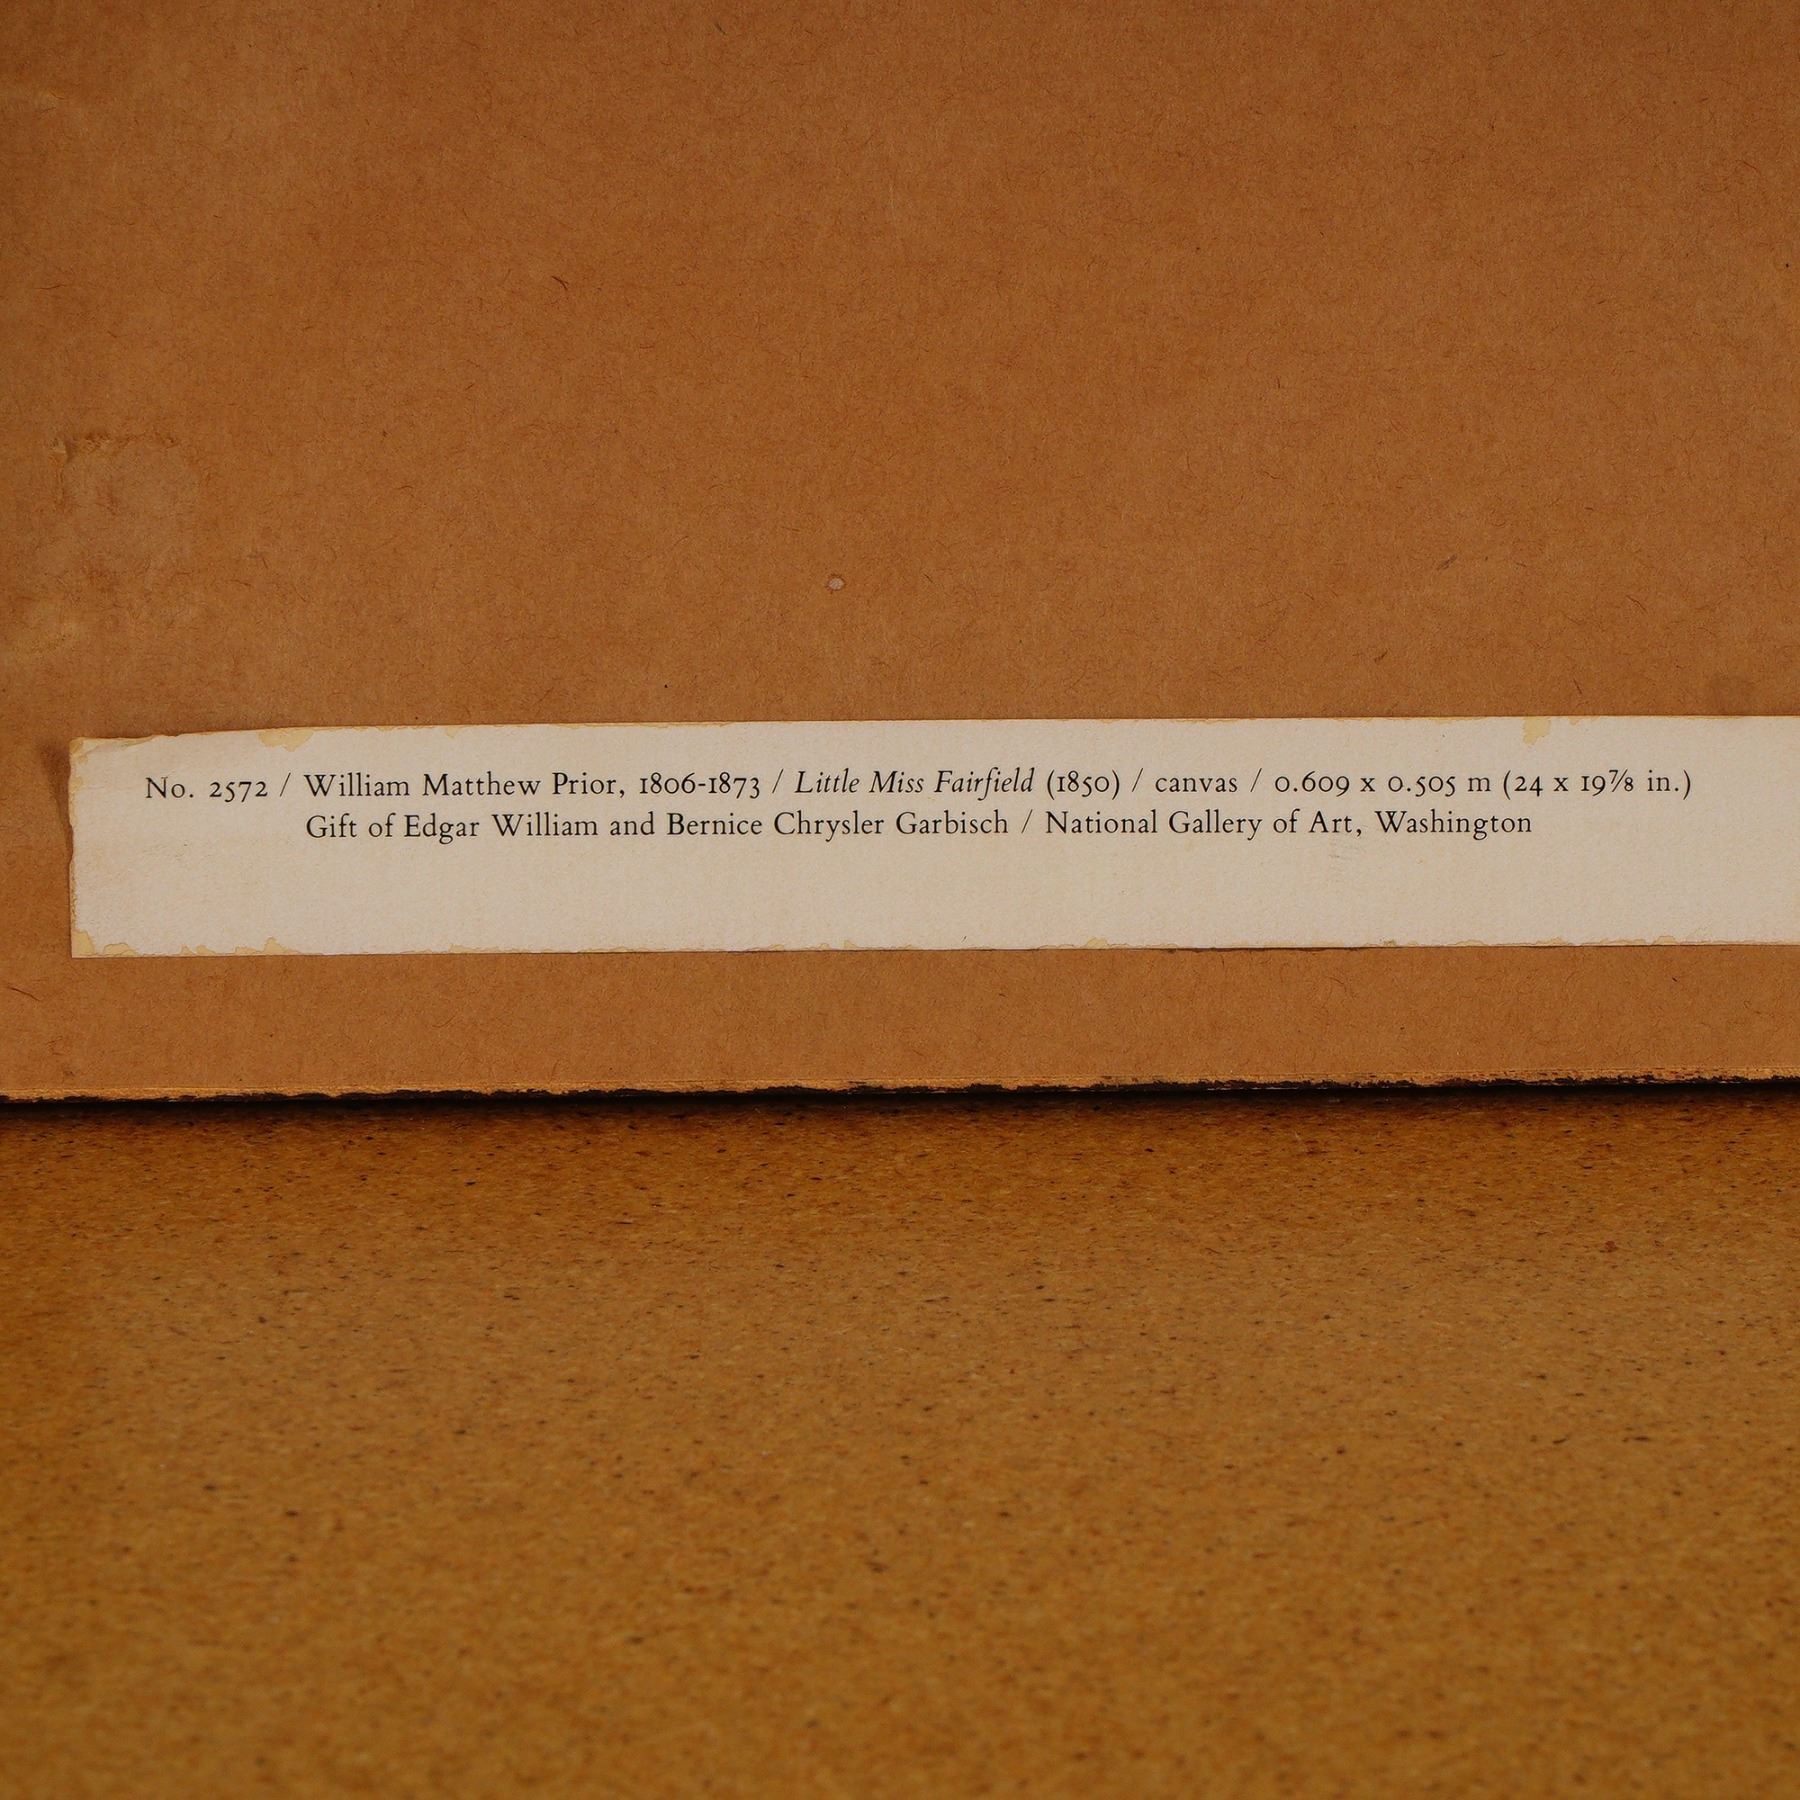 No. 2572 / William Matthew Prior, 1806-1873 / Little Miss Fairfield (1850) / canvas / 0.609 x 0.505 m (24 x 19⅞ in.)
Gift of Edgar William and Bernice Chrysler Garbisch / National Gallery of Art, Washington